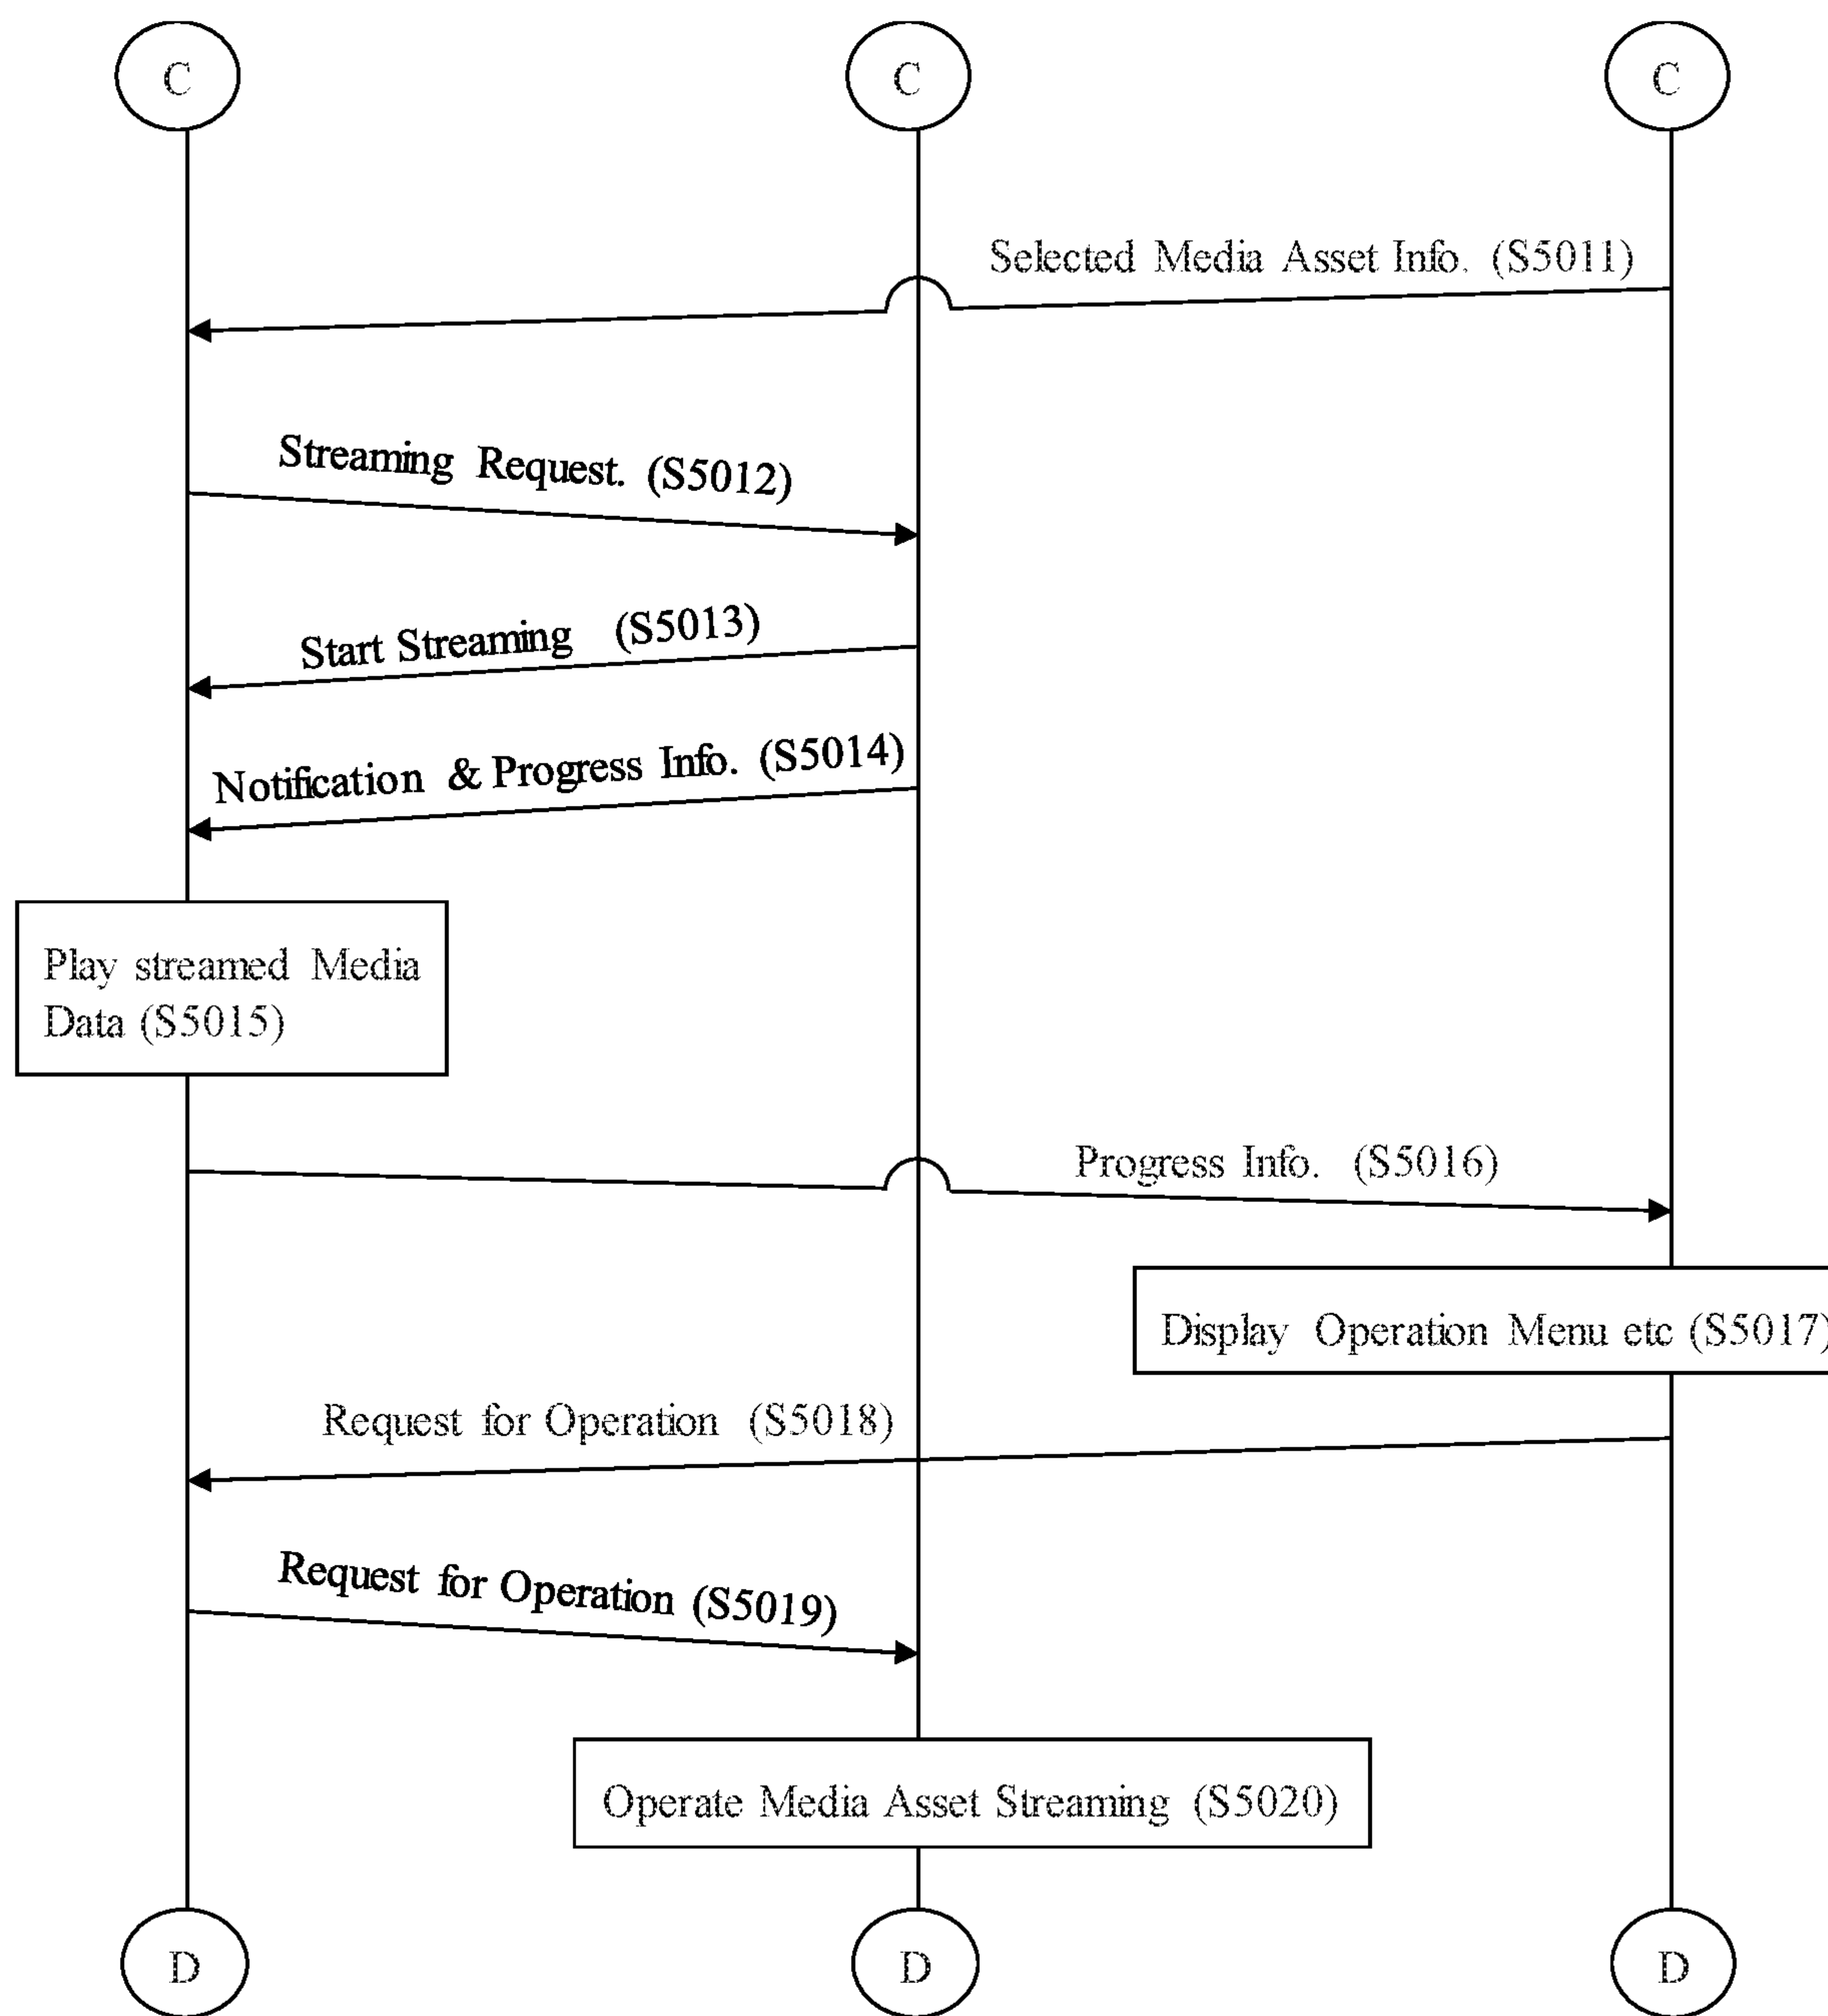 C
C
C
Selected Media Asset Info. (S5011)
Streaming Request. (S5012)
Start Streaming (S5013)
Notification & Progress Info. (S5014)
Play streamed Media
Data (S5015)
Progress Info. (S5016)
Display Operation Menu etc (S5017)
Request for Operation (S5018)
Request for Operation (S5019)
Operate Media Asset Streaming (S5020)
D
D
D